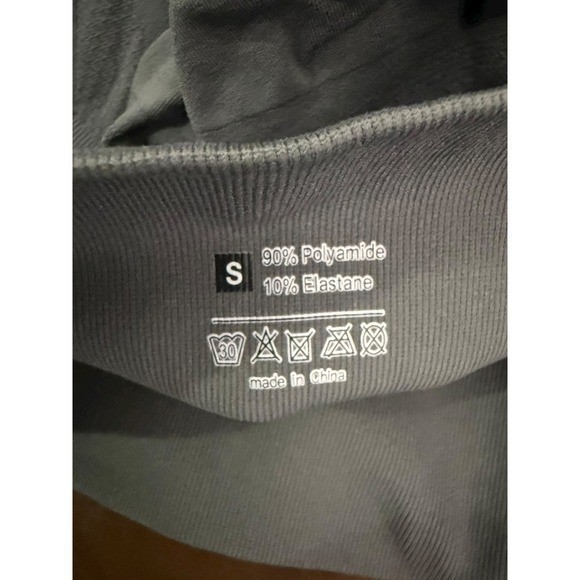 S
90% Polyamide
10% Elastane
30
made in China